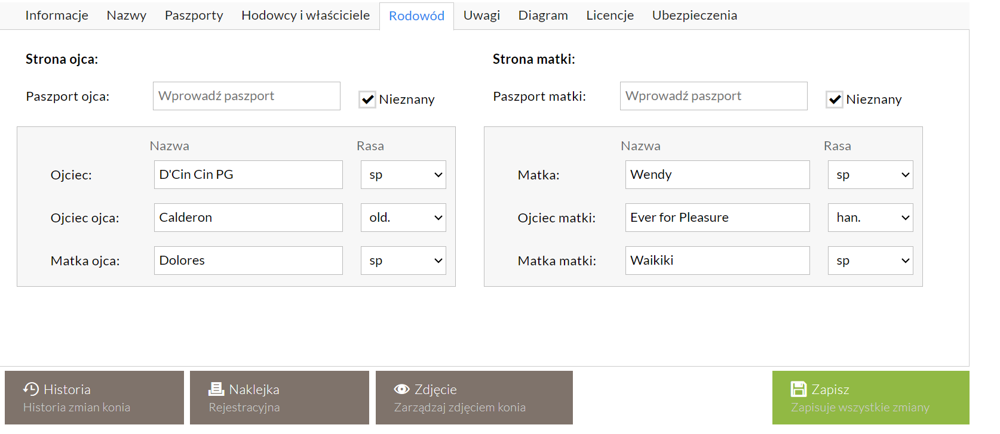 Informacje Nazwy Paszporty Hodowcy i właściciele Rodowód Uwagi Diagram Licencje Ubezpieczenia
Strona ojca:
Paszport ojca: Wprowadź paszport Nieznany
Nazwa Rasa
Ojciec: D'Cin Cin PG sp
Ojciec ojca: Calderon old.
Matka ojca: Dolores sp
Strona matki:
Paszport matki: Wprowadź paszport Nieznany
Nazwa Rasa
Matka: Wendy sp
Ojciec matki: Ever for Pleasure han.
Matka matki: Waikiki sp
Historia
Historia zmian konia
Naklejka
Rejestracyjna
Zdjęcie
Zarządzaj zdjęciem konia
Zapisz
Zapisuje wszystkie zmiany